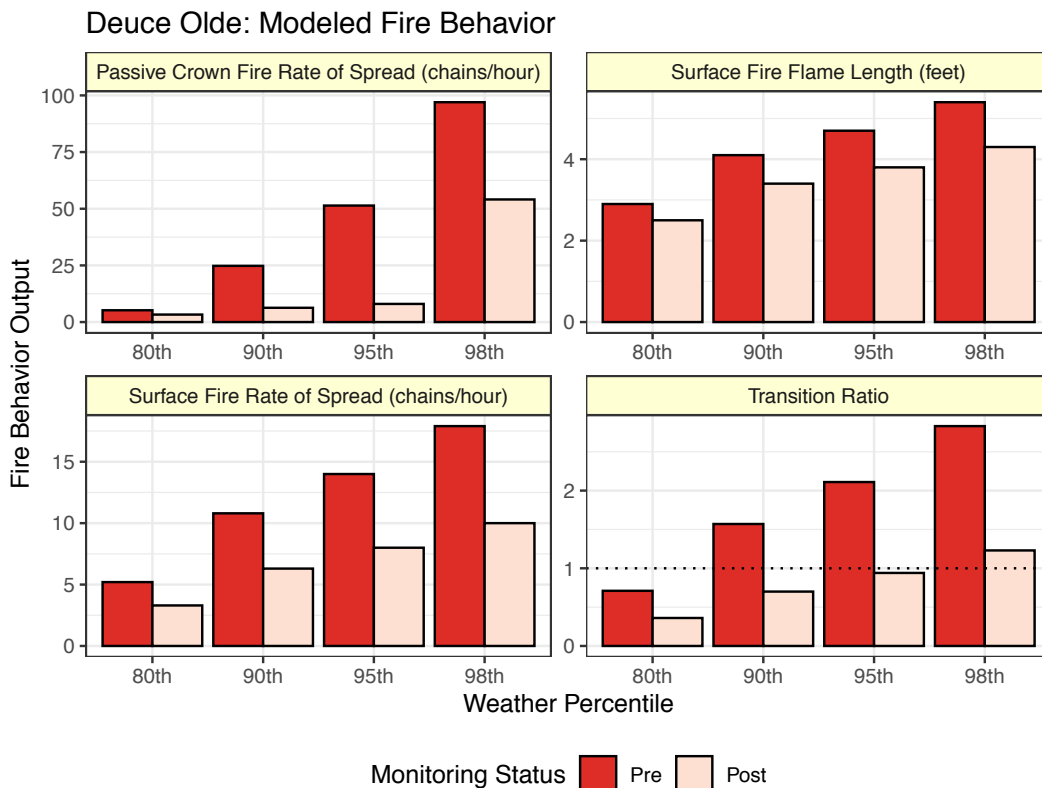 Deuce Olde: Modeled Fire Behavior
Passive Crown Fire Rate of Spread (chains/hour)
Surface Fire Flame Length (feet)
100
75
50
25
0
4
2
0
80th 90th 95th 98th
80th 90th 95th 98th
Fire Behavior Output
Surface Fire Rate of Spread (chains/hour)
Transition Ratio
15
10
5
0
2
1
0
80th 90th 95th 98th
80th 90th 95th 98th
Weather Percentile
Monitoring Status Pre Post